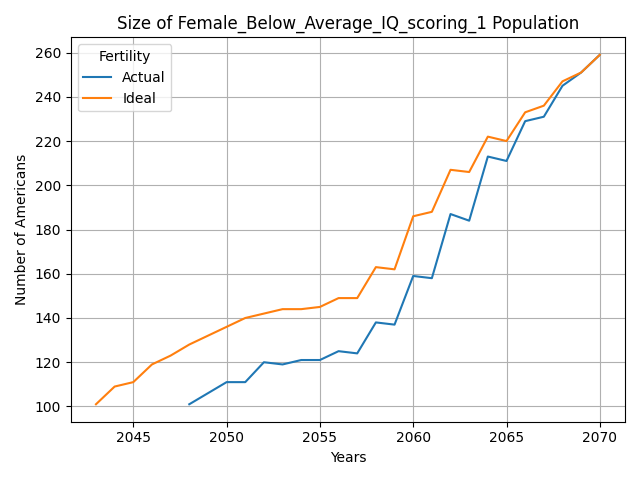 Size of Female_Below_Average_IQ_scoring_1 Population
Fertility
Actual
Ideal
Number of Americans
260
240
220
200
180
160
140
120
100
2045 2050 2055 2060 2065 2070
Years